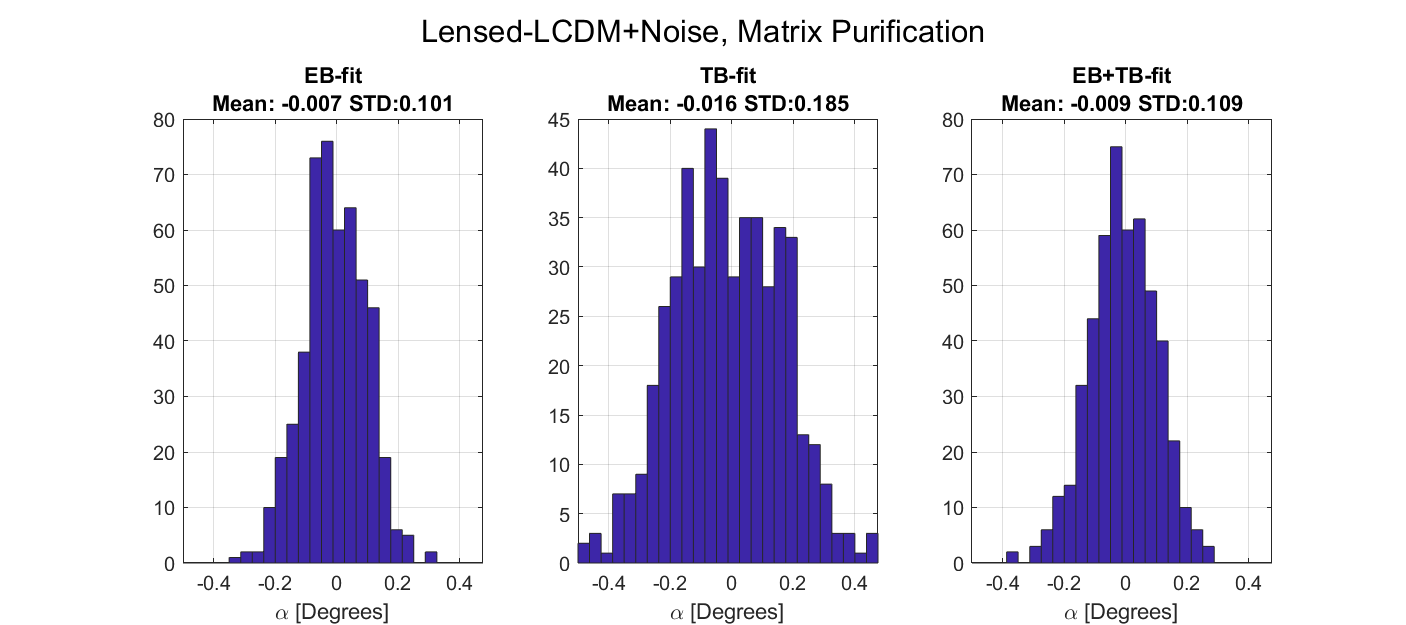 Lensed-LCDM+Noise, Matrix Purification
EB-fit
Mean: -0.007 STD:0.101
80
70
60
50
40
30
20
10
0
-0.4 -0.2 0 0.2 0.4
α [Degrees]
TB-fit
Mean: -0.016 STD:0.185
45
40
35
30
25
20
15
10
5
0
-0.4 -0.2 0 0.2 0.4
α [Degrees]
EB+TB-fit
Mean: -0.009 STD:0.109
80
70
60
50
40
30
20
10
0
-0.4 -0.2 0 0.2 0.4
α [Degrees]